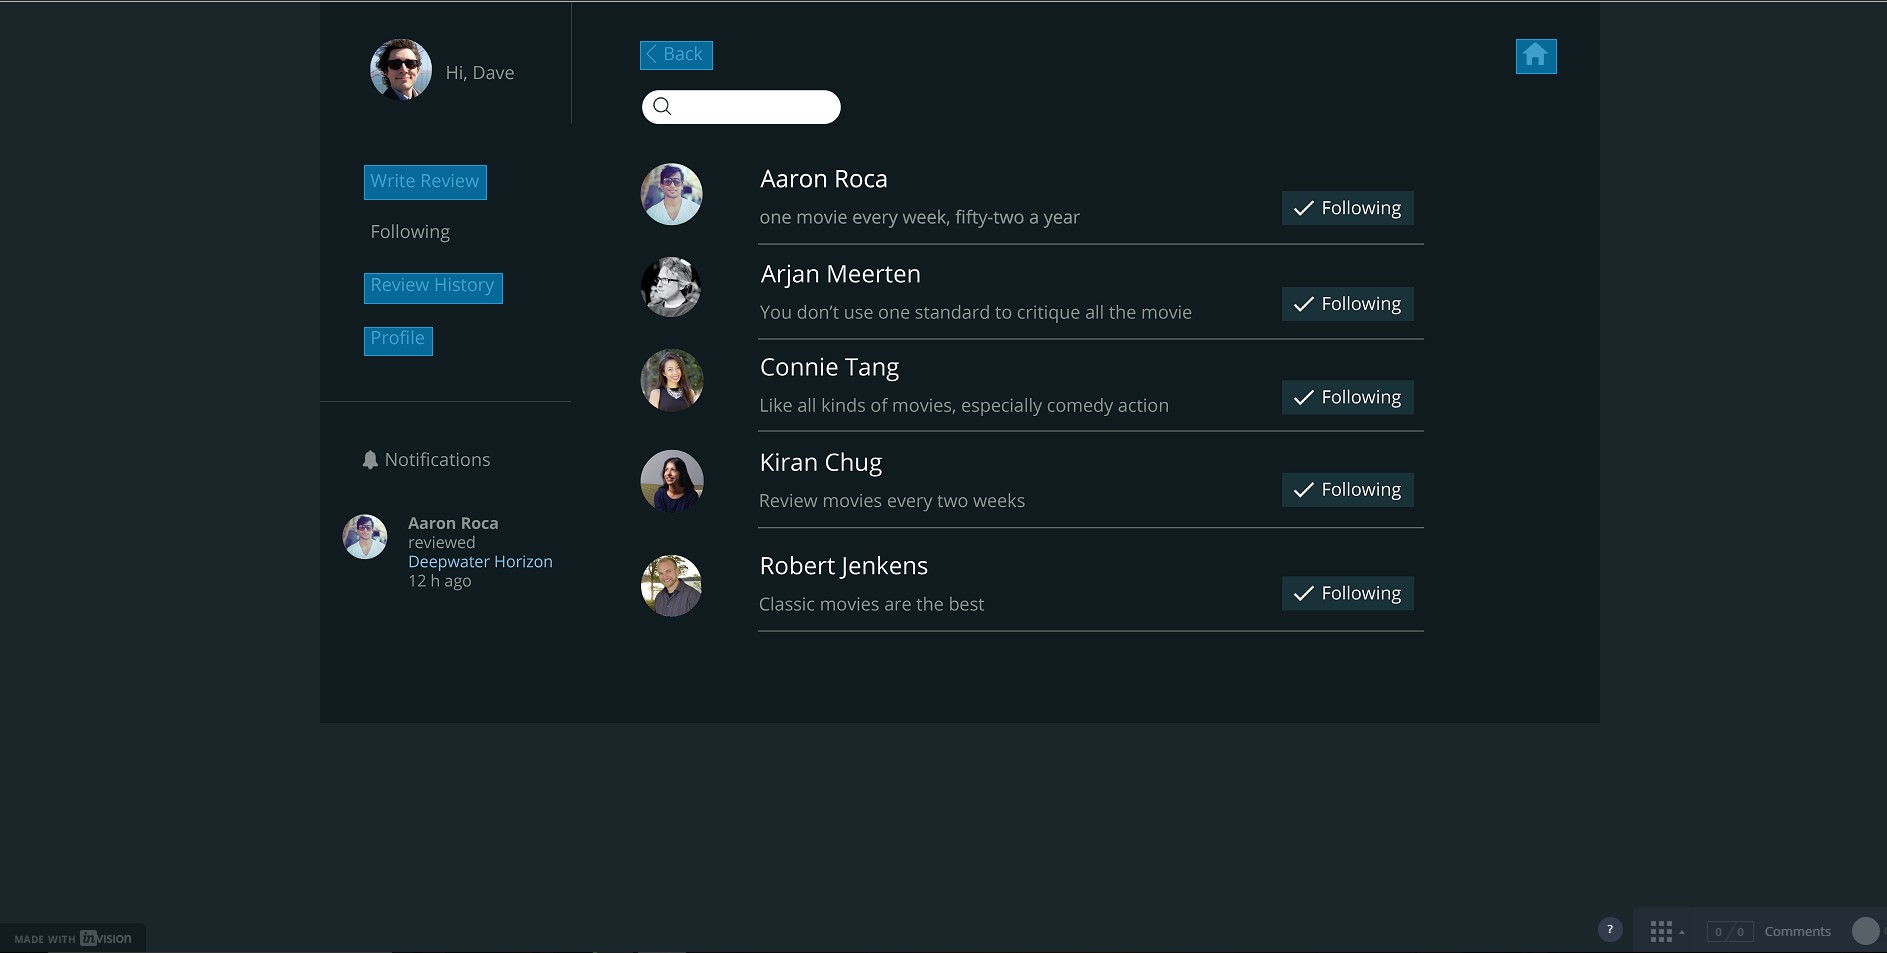 Hi, Dave
Write Review
Following
Review History
Profile
Notifications
Aaron Roca
reviewed
Deepwater Horizon
12 h ago
Back
Aaron Roca
one movie every week, fifty-two a year
Following
Arjan Meerten
You don’t use one standard to critique all the movie
Following
Connie Tang
Like all kinds of movies, especially comedy action
Following
Kiran Chug
Review movies every two weeks
Following
Robert Jenkens
Classic movies are the best
Following
MADE WITH inVISION
?
0 / 0
Comments